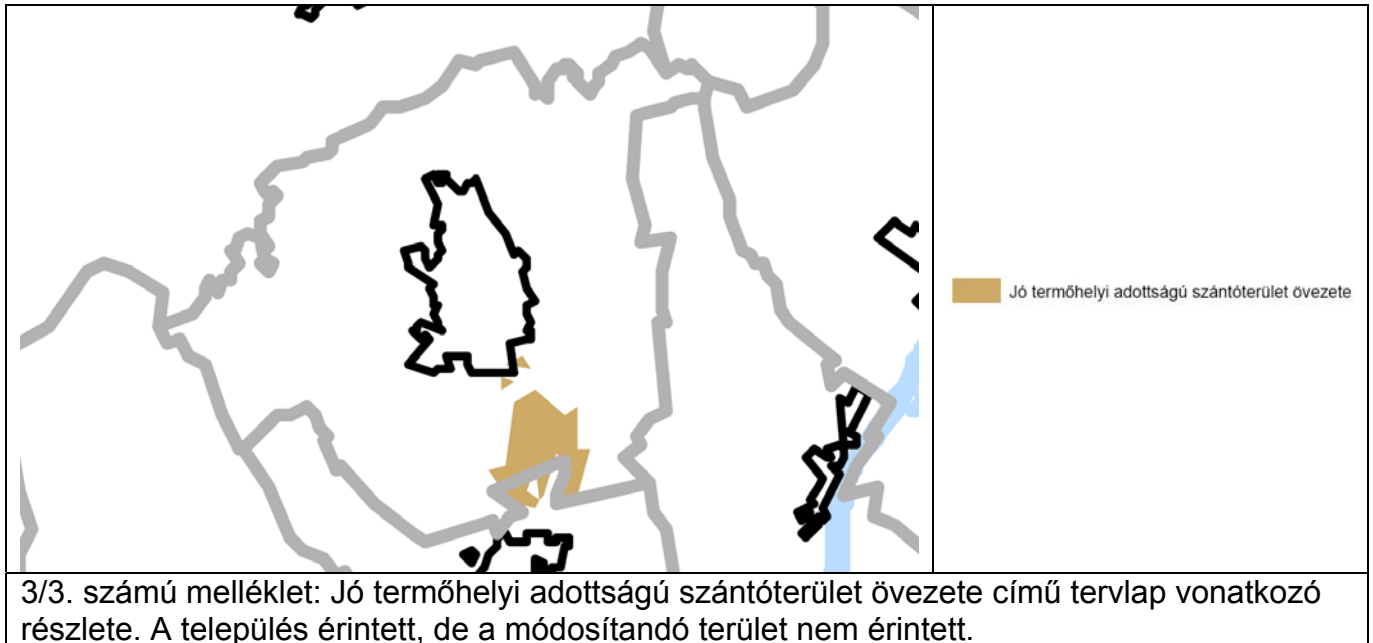 Jó termőhelyi adottságú szántóterület övezete
3/3. számú melléklet: Jó termőhelyi adottságú szántóterület övezete című tervlap vonatkozó
részlete. A település érintett, de a módosítandó terület nem érintett.